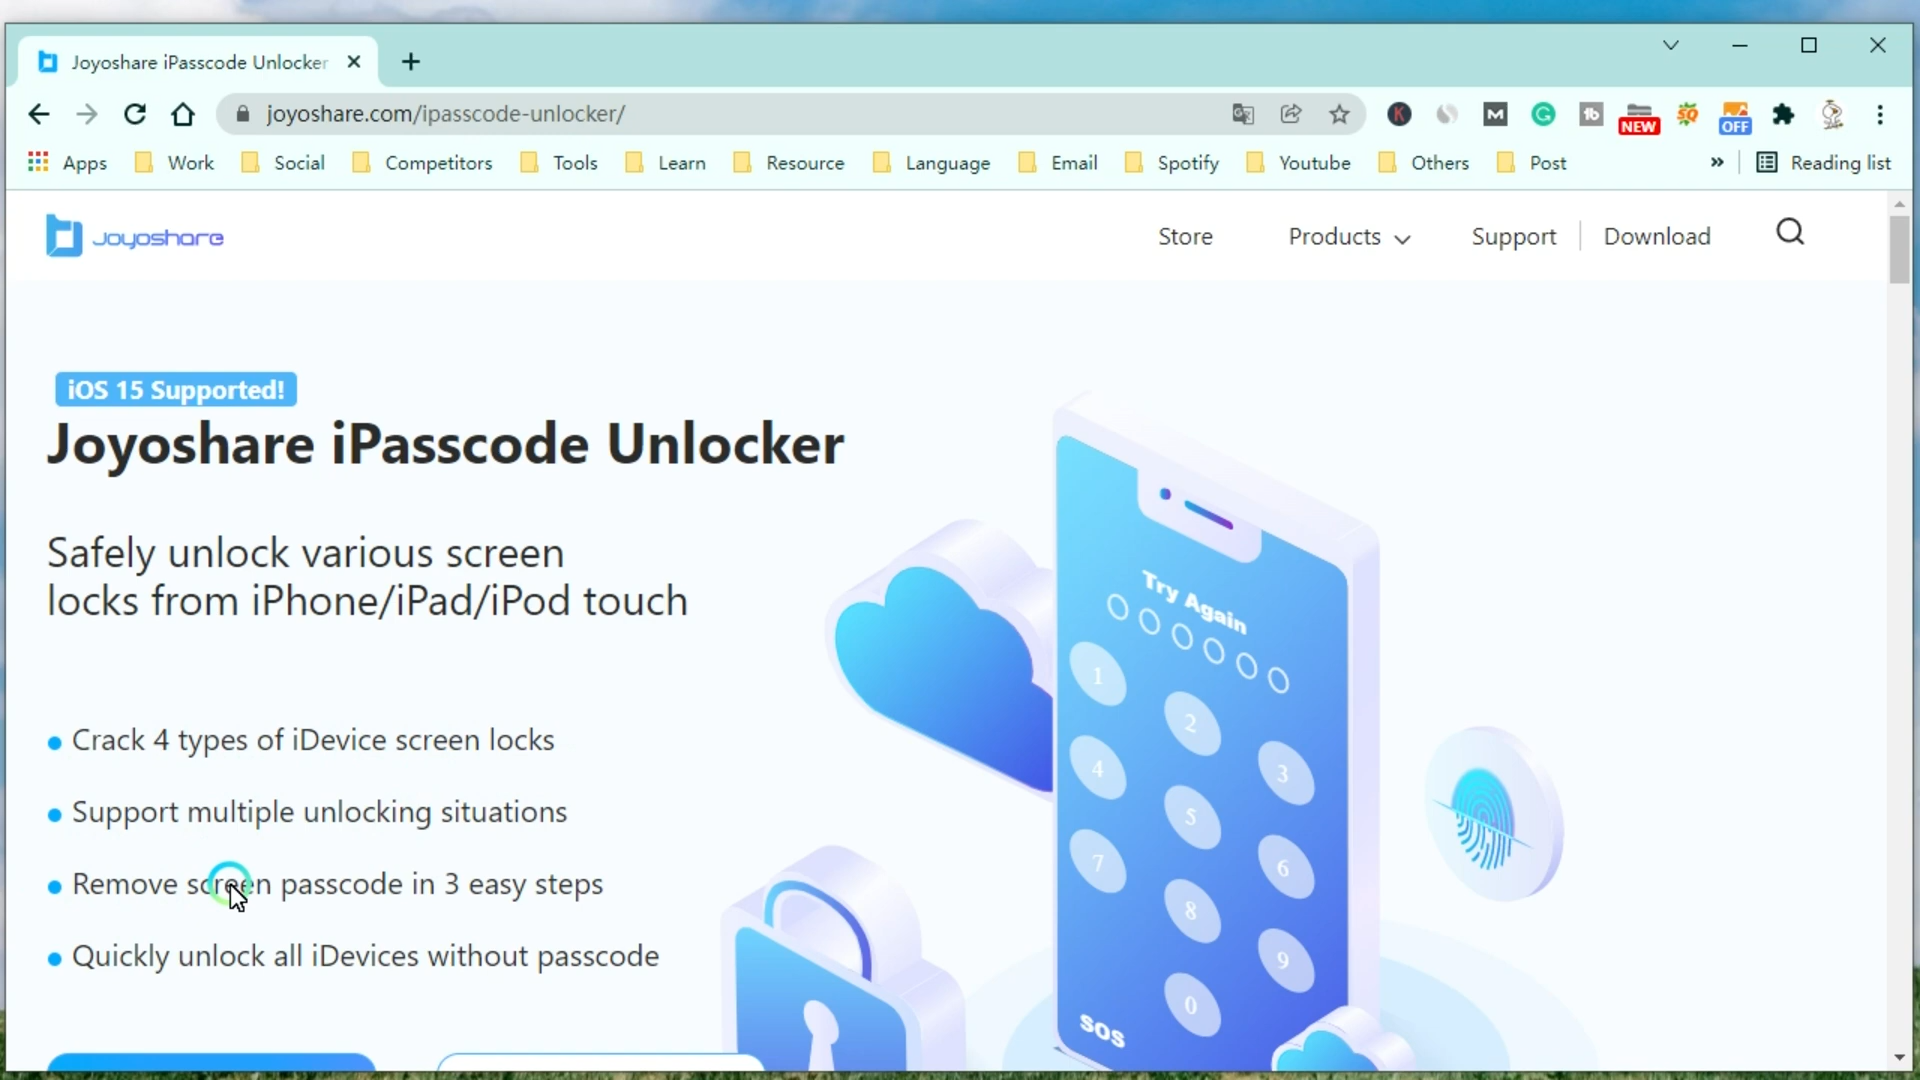 Joyoshare iPasscode Unlocker
joyoshare.com/ipasscode-unlocker/
K
M
G
tb
NEW
SQ
OFF
Apps Work Social Competitors Tools Learn Resource Language Email Spotify Youtube Others Post » Reading list
Joyoshare
Store Products Support Download
iOS 15 Supported!
Joyoshare iPasscode Unlocker
Safely unlock various screen
locks from iPhone/iPad/iPod touch
Crack 4 types of iDevice screen locks
Support multiple unlocking situations
Remove screen passcode in 3 easy steps
Quickly unlock all iDevices without passcode
Try Again
1
2
3
4
5
6
7
8
9
0
SOS